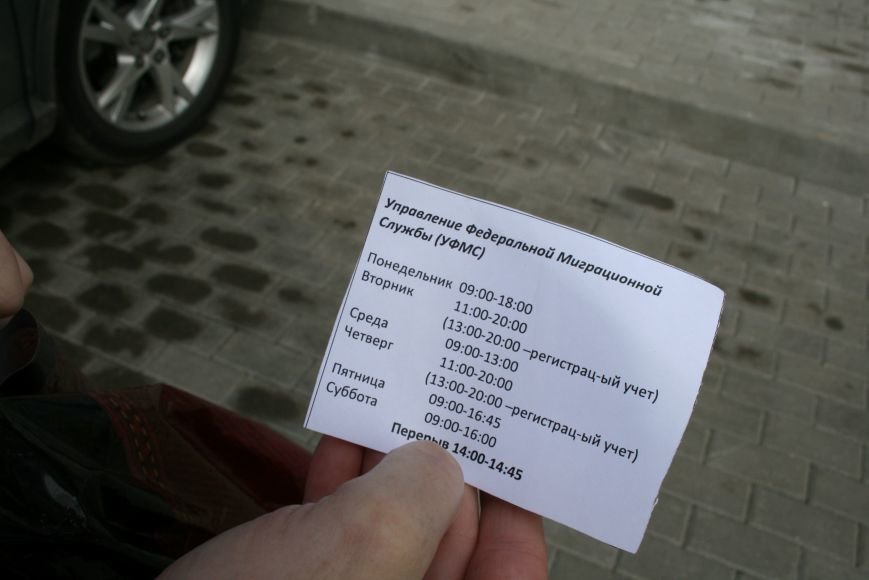 Управление Федеральной Миграционной
Службы (УФМС)
Понедельник 09:00-18:00
Вторник 11:00-20:00
(13:00-20:00 –регистрац-ый учет)
Среда 09:00-13:00
Четверг 11:00-20:00
(13:00-20:00 –регистрац-ый учет)
Пятница 09:00-16:45
Суббота 09:00-16:00
Перерыв 14:00-14:45